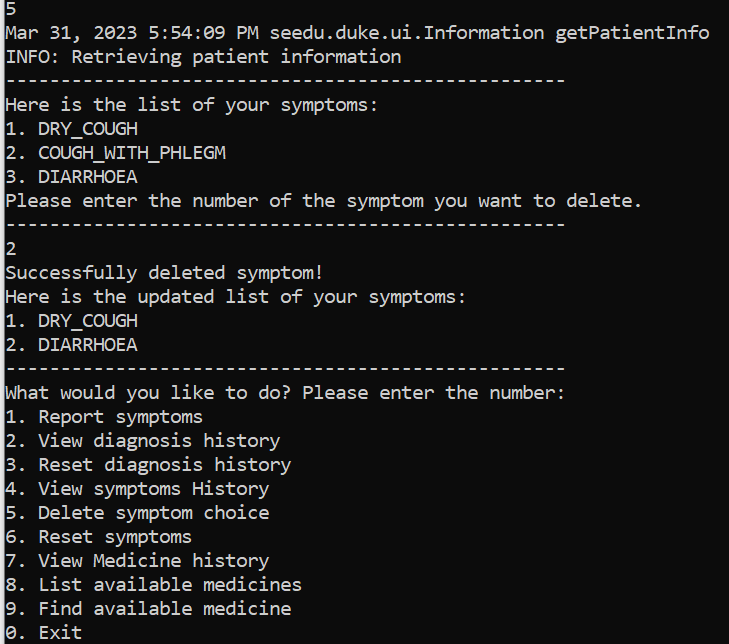 5
Mar 31, 2023 5:54:09 PM seedu.duke.ui.Information getPatientInfo
INFO: Retrieving patient information
---------------------------------------------------
Here is the list of your symptoms:
1. DRY_COUGH
2. COUGH_WITH_PHLEGM
3. DIARRHOEA
Please enter the number of the symptom you want to delete.
---------------------------------------------------
2
Successfully deleted symptom!
Here is the updated list of your symptoms:
1. DRY_COUGH
2. DIARRHOEA
---------------------------------------------------
What would you like to do? Please enter the number:
1. Report symptoms
2. View diagnosis history
3. Reset diagnosis history
4. View symptoms History
5. Delete symptom choice
6. Reset symptoms
7. View Medicine history
8. List available medicines
9. Find available medicine
0. Exit